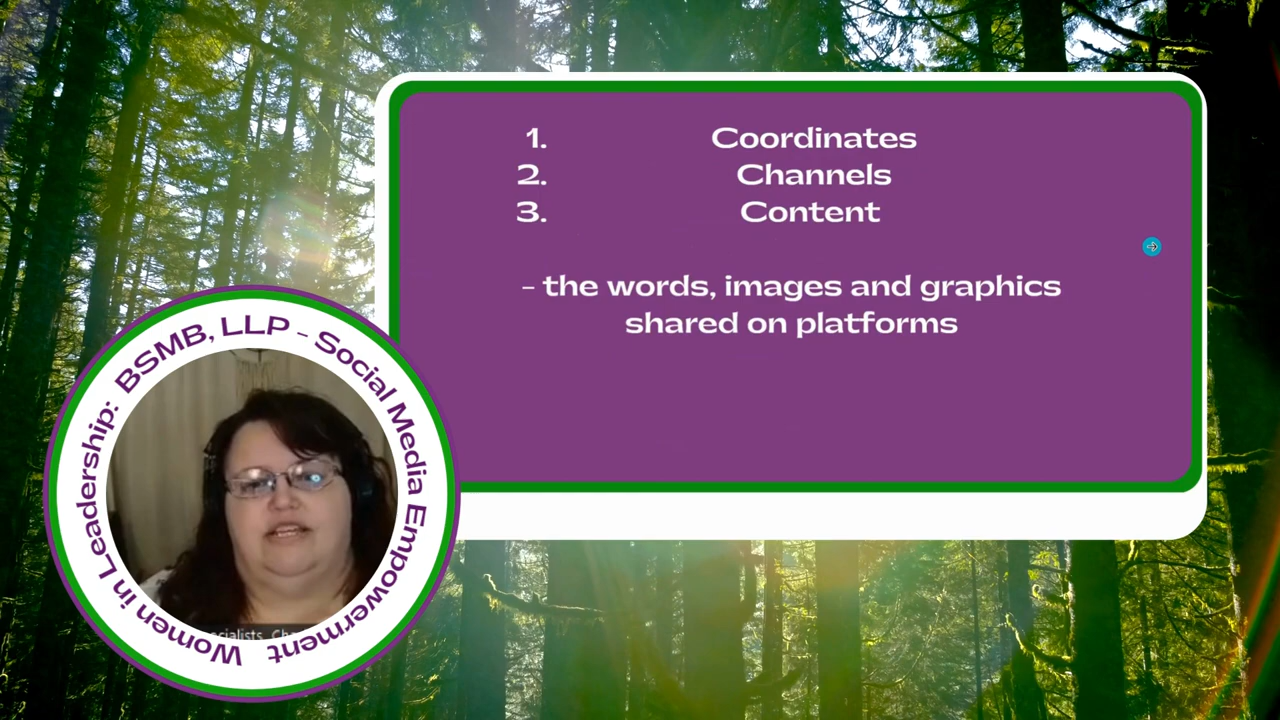 1. Coordinates
2. Channels
3. Content
- the words, images and graphics
shared on platforms
Women in Leadership: BSMB, LLP - Social Media Empowerment